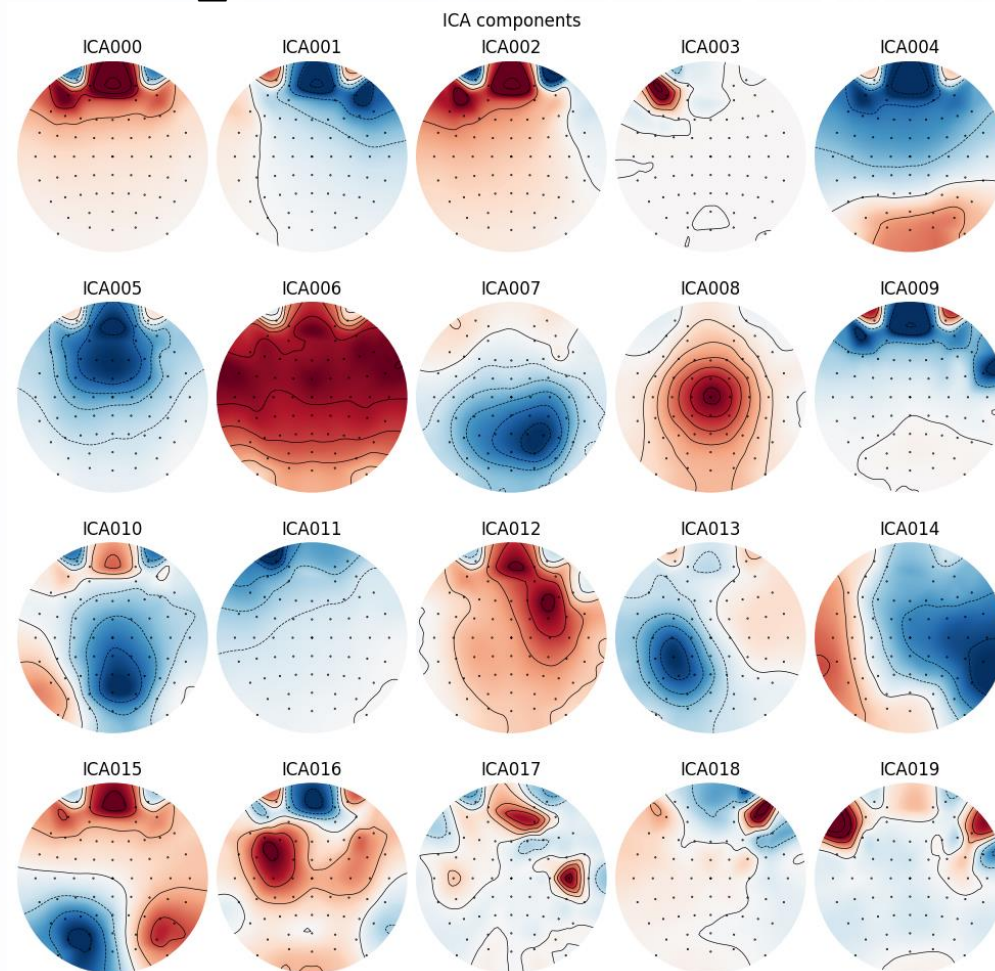 ICA components
ICA000 ICA001 ICA002 ICA003 ICA004
ICA005 ICA006 ICA007 ICA008 ICA009
ICA010 ICA011 ICA012 ICA013 ICA014
ICA015 ICA016 ICA017 ICA018 ICA019